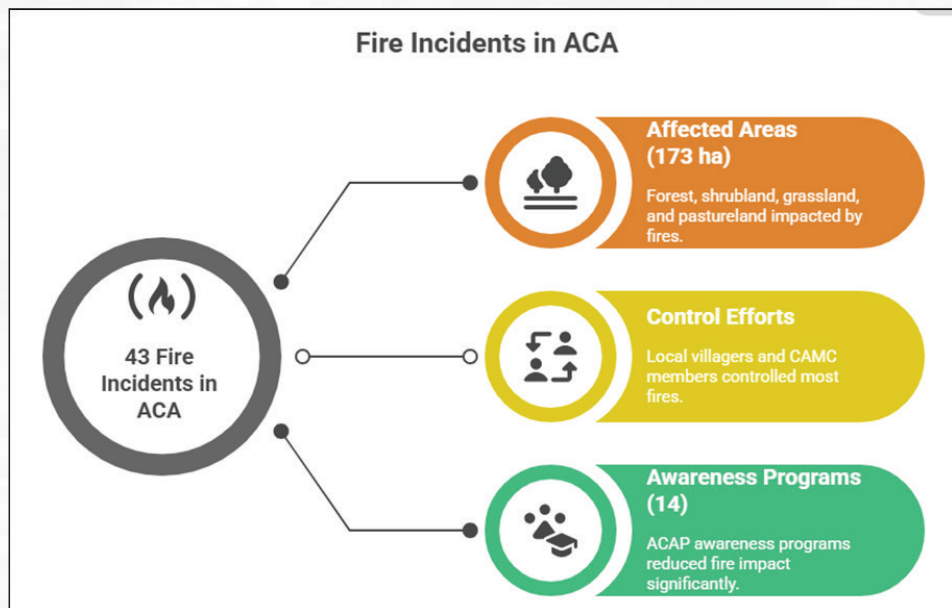 Fire Incidents in ACA
43 Fire
Incidents in
ACA
Affected Areas
(173 ha)
Forest, shrubland, grassland,
and pastureland impacted by
fires.
Control Efforts
Local villagers and CAMC
members controlled most
fires.
Awareness Programs
(14)
ACAP awareness programs
reduced fire impact
significantly.